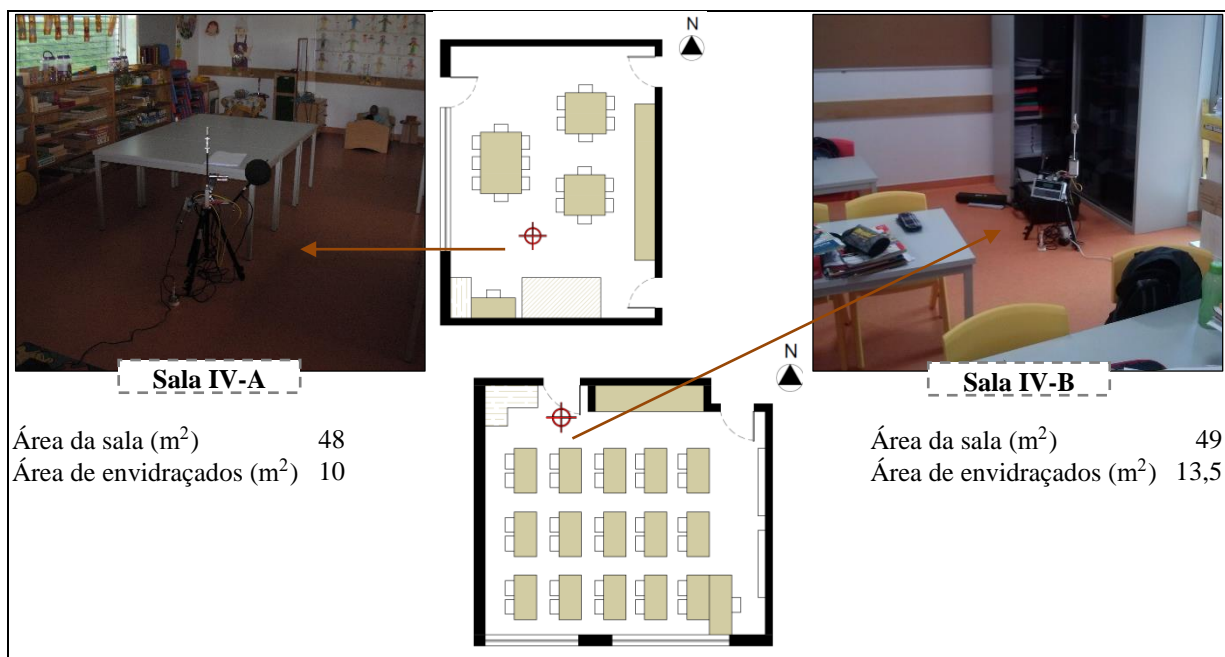 N
Sala IV-A
Área da sala (m²) 48
Área de envidraçados (m²) 10
N
Sala IV-B
Área da sala (m²) 49
Área de envidraçados (m²) 13,5